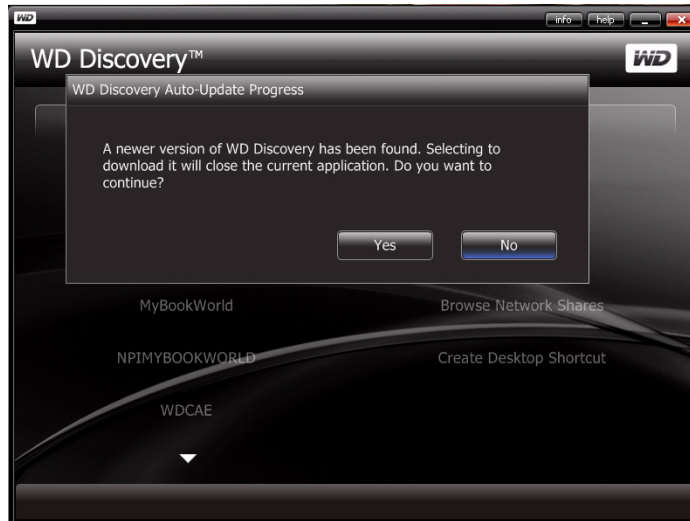 WD
info help
WD Discovery™
WD
WD Discovery Auto-Update Progress
A newer version of WD Discovery has been found. Selecting to
download it will close the current application. Do you want to
continue?
Yes No
MyBookWorld Browse Network Shares
NPIMYBOOKWORLD Create Desktop Shortcut
WDCAE